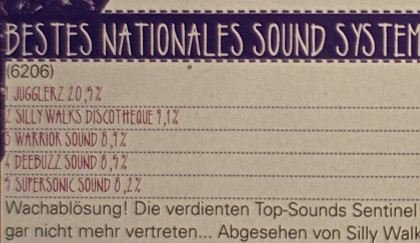 BESTES NATIONALES SOUND SYSTEM
(6206)
1 JUGGLERZ 20,9%
2 SILLY WALKS DISCOTHEQUE 9,1%
3 WARRIOR SOUND 8,9%
4 DEEBUZZ SOUND 8,5%
5 SUPERSONIC SOUND 8,2%
Wachablösung! Die verdienten Top-Sounds Sentinel
gar nicht mehr vertreten... Abgesehen von Silly Walk